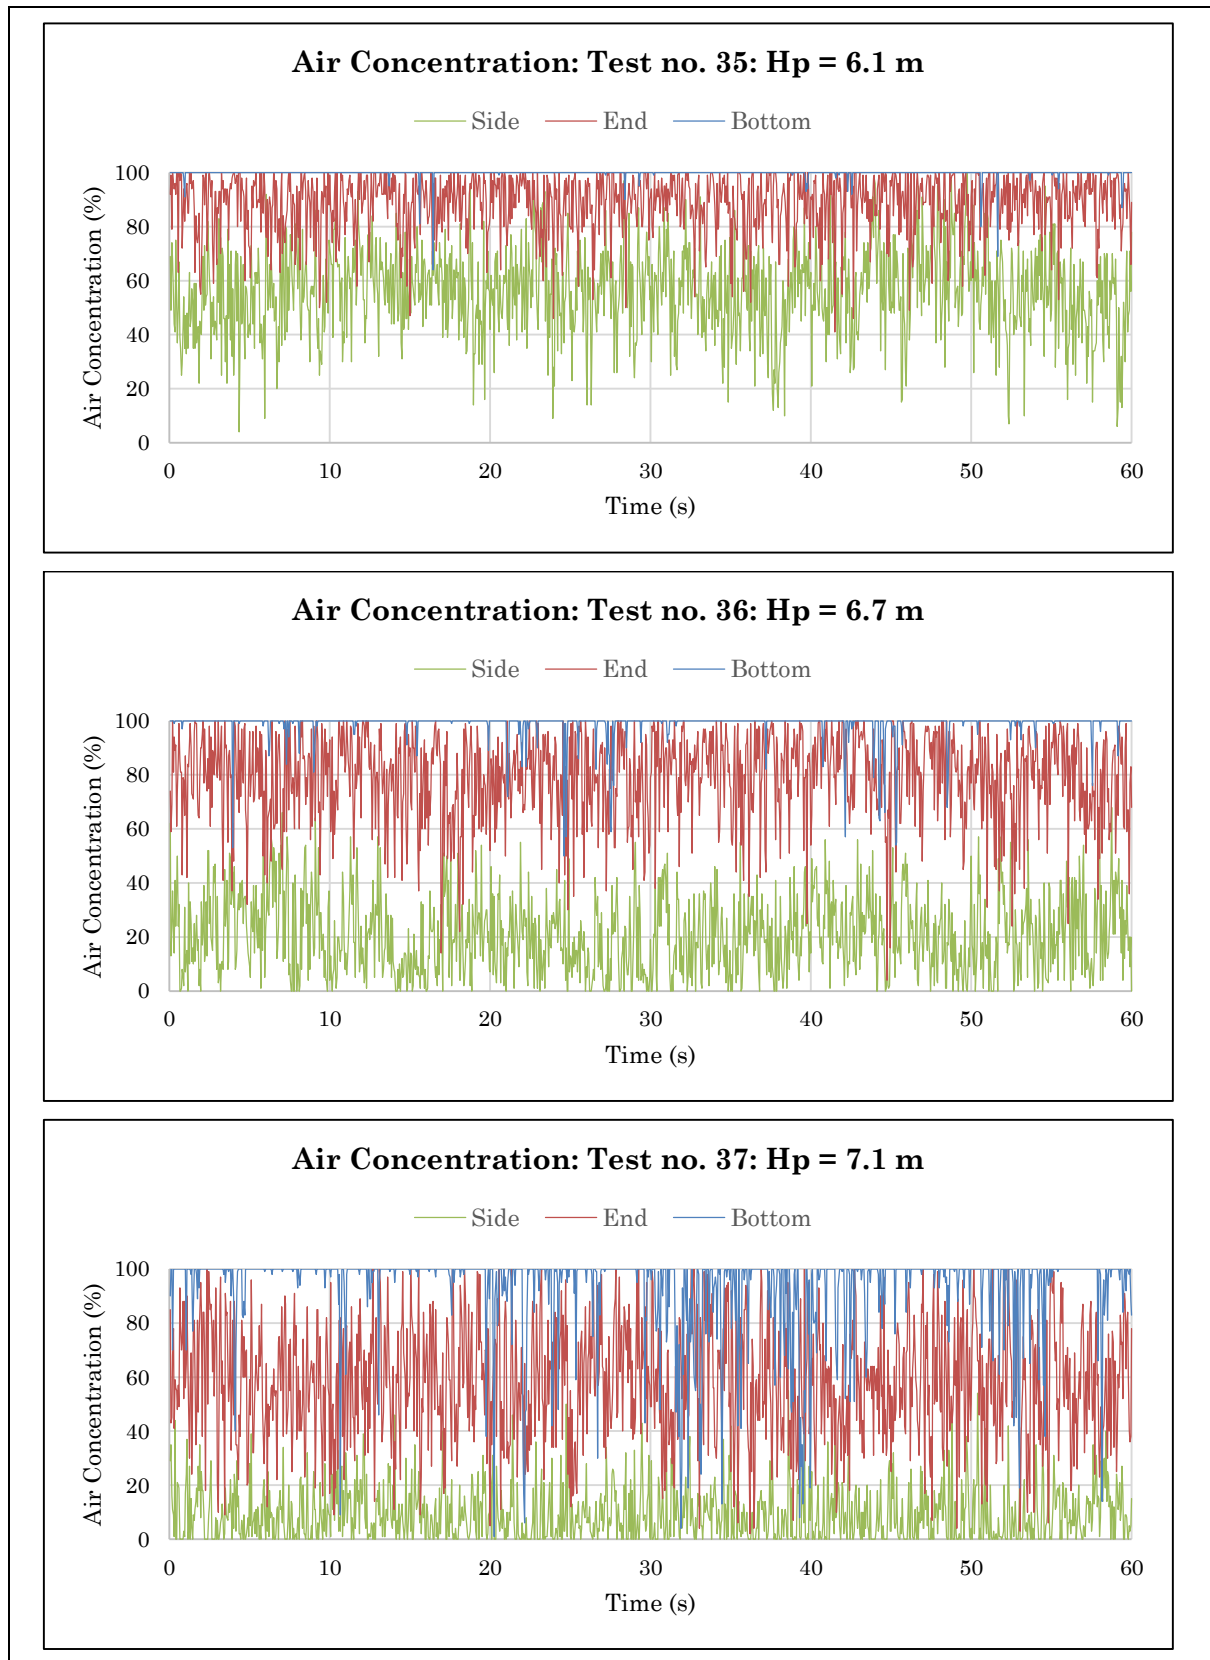 Air Concentration: Test no. 35: Hp = 6.1 m
Side End Bottom
Air Concentration (%)
100
80
60
40
20
0
0 10 20 30 40 50 60
Time (s)
Air Concentration: Test no. 36: Hp = 6.7 m
Side End Bottom
Air Concentration (%)
100
80
60
40
20
0
0 10 20 30 40 50 60
Time (s)
Air Concentration: Test no. 37: Hp = 7.1 m
Side End Bottom
Air Concentration (%)
100
80
60
40
20
0
0 10 20 30 40 50 60
Time (s)